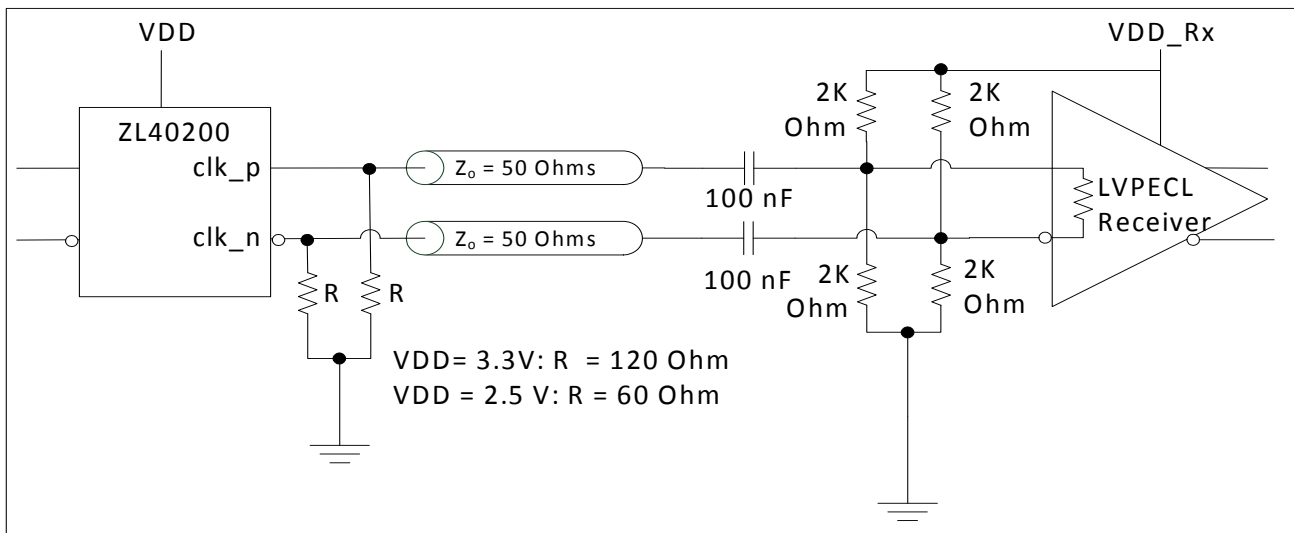 VDD
VDD_Rx
2K
Ohm
2K
Ohm
ZL40200
clk_p
Zo = 50 Ohms
100 nF
LVPECL
Receiver
clk_n
Zo = 50 Ohms
100 nF
2K
Ohm
2K
Ohm
R
R
VDD= 3.3V: R = 120 Ohm
VDD = 2.5 V: R = 60 Ohm